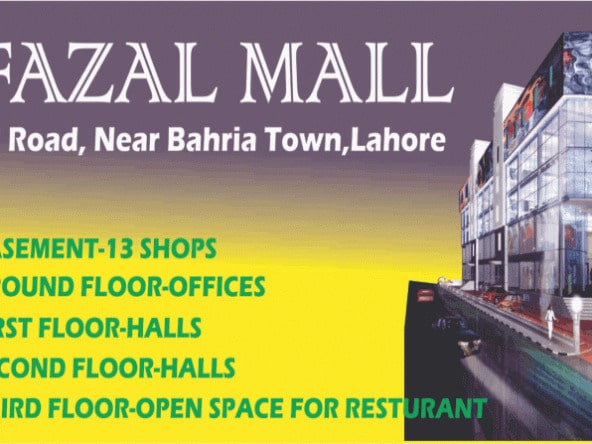 FAZAL MALL
Road, Near Bahria Town,Lahore
ASEMENT-13 SHOPS
ROUND FLOOR-OFFICES
RST FLOOR-HALLS
COND FLOOR-HALLS
IRD FLOOR-OPEN SPACE FOR RESTURANT